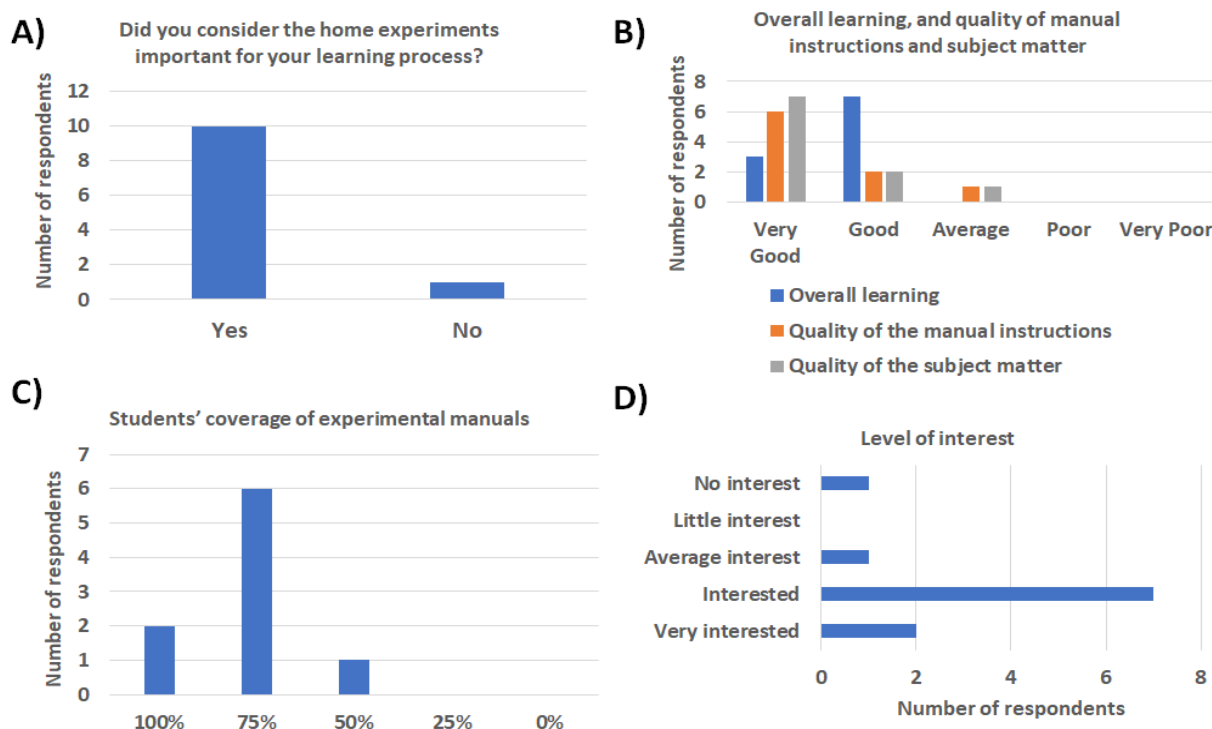 A)
Did you consider the home experiments
important for your learning process?
Number of respondents
12
10
8
6
4
2
0
Yes No
B)
Overall learning, and quality of manual
instructions and subject matter
Number of respondents
8
6
4
2
0
Very Good Average Poor Very Poor
Good
Overall learning
Quality of the manual instructions
Quality of the subject matter
C)
Students’ coverage of experimental manuals
Number of respondents
7
6
5
4
3
2
1
0
100% 75% 50% 25% 0%
D)
Level of interest
No interest
Little interest
Average interest
Interested
Very interested
0 2 4 6 8
Number of respondents